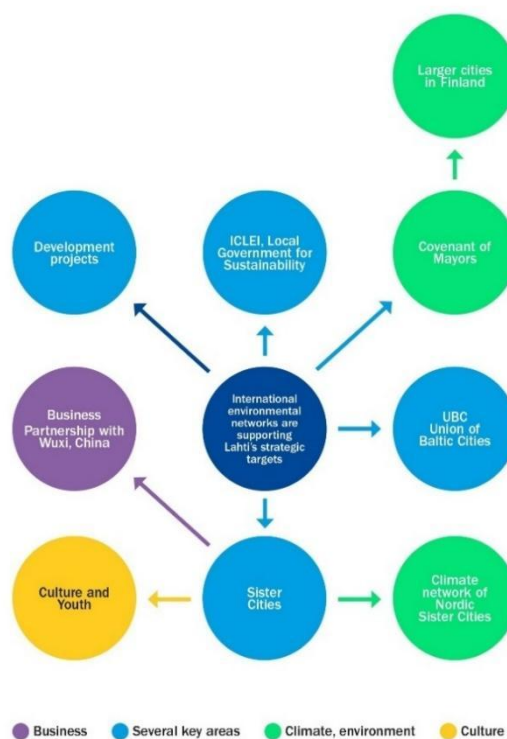 Larger cities
in Finland
Development
projects
ICLEI, Local
Government for
Sustainability
Covenant of
Mayors
Business
Partnership with
Wuxi, China
International
environmental
networks are
supporting
Lahti's strategic
targets
UBC
Union of
Baltic Cities
Culture and
Youth
Sister
Cities
Climate
network of
Nordic
Sister Cities
Business
Several key areas
Climate, environment
Culture